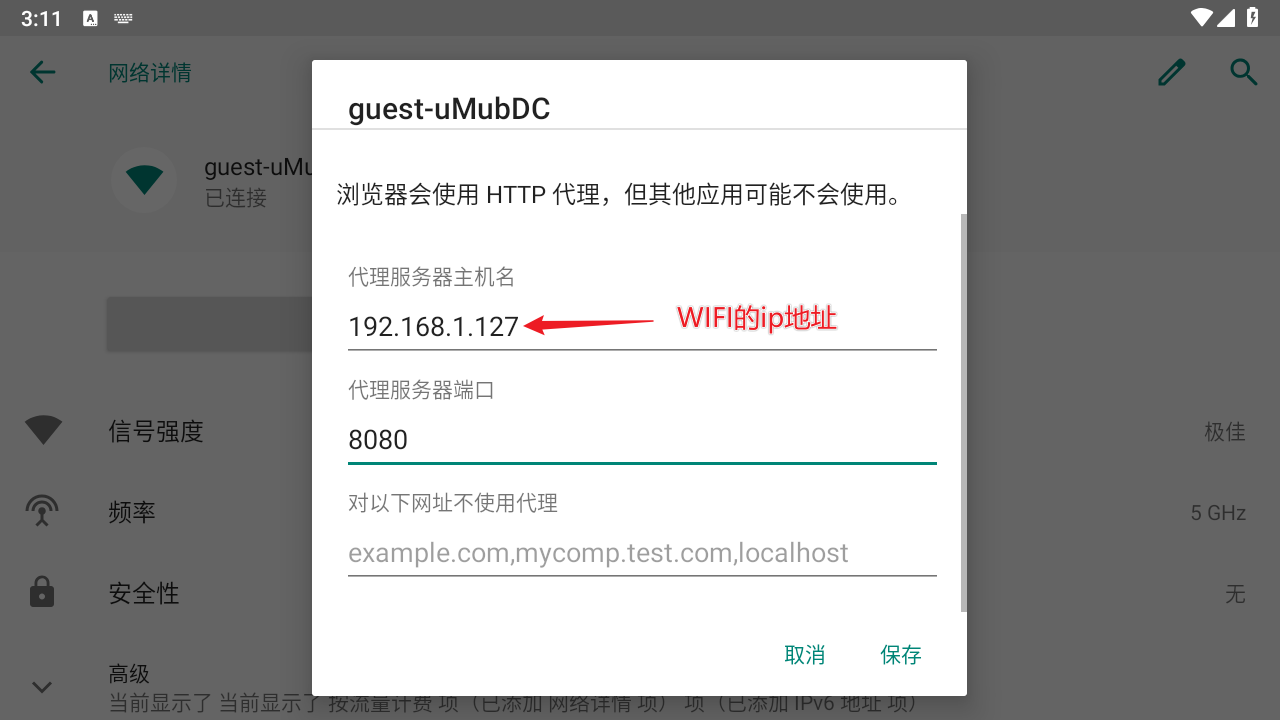 3:11
网络详情
guest-uMubDC
guest-uMu
已连接
浏览器会使用 HTTP 代理，但其他应用可能不会使用。
代理服务器主机名
192.168.1.127
WIFI的ip地址
代理服务器端口
8080
信号强度
极佳
对以下网址不使用代理
频率
5 GHz
example.com,mycomp.test.com,localhost
安全性
无
取消
保存
高级
当前显示了 当前显示了 按流量计费 项（已添加 网络详情 项） 项（已添加 IPv6 地址 项）